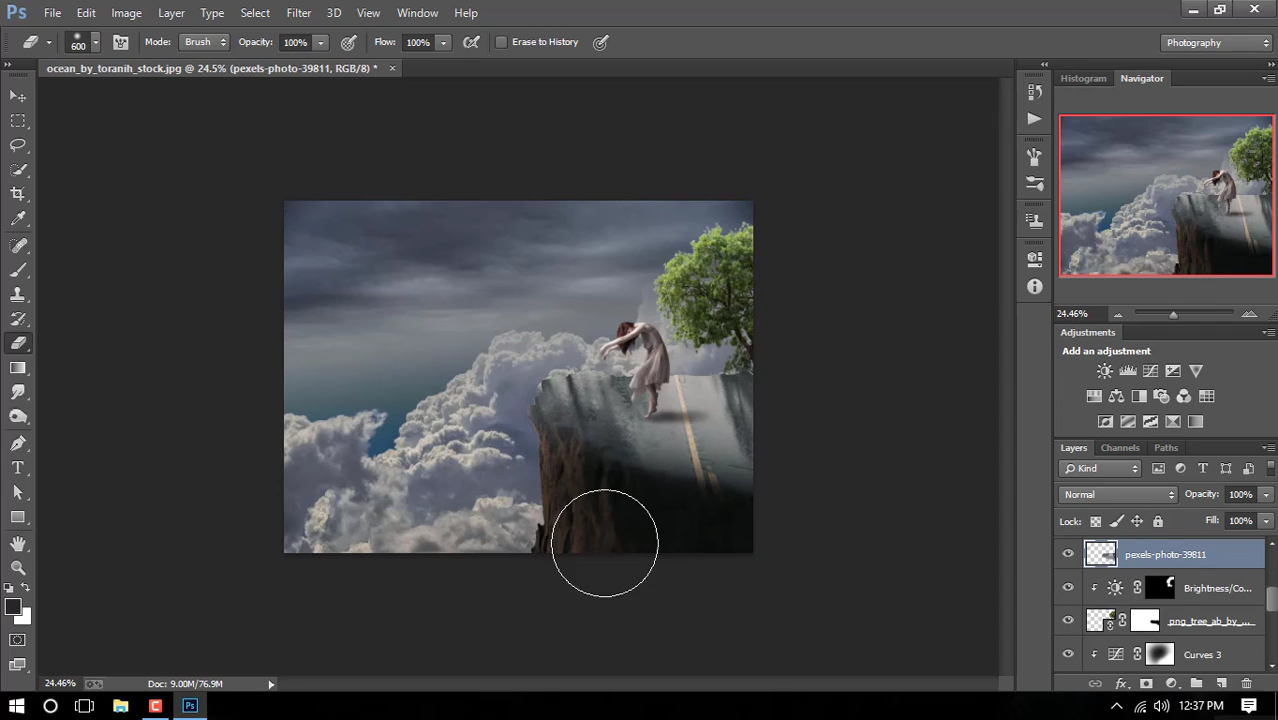 Ps File Edit Image Layer Type Select Filter 3D View Window Help
600 Mode: Brush Opacity: 100% Flow: 100% Erase to History Photography
ocean_by_toranih_stock.jpg @ 24.5% (pexels-photo-39811, RGB/8) * ×
Histogram Navigator
24.46%
Adjustments
Add an adjustment
Layers Channels Paths
Kind
Normal Opacity: 100%
Lock: Fill: 100%
pexels-photo-39811
Brightness/Co...
png_tree_ab_by_...
Curves 3
24.46% Doc: 9.00M/76.9M
Ps 12:37 PM